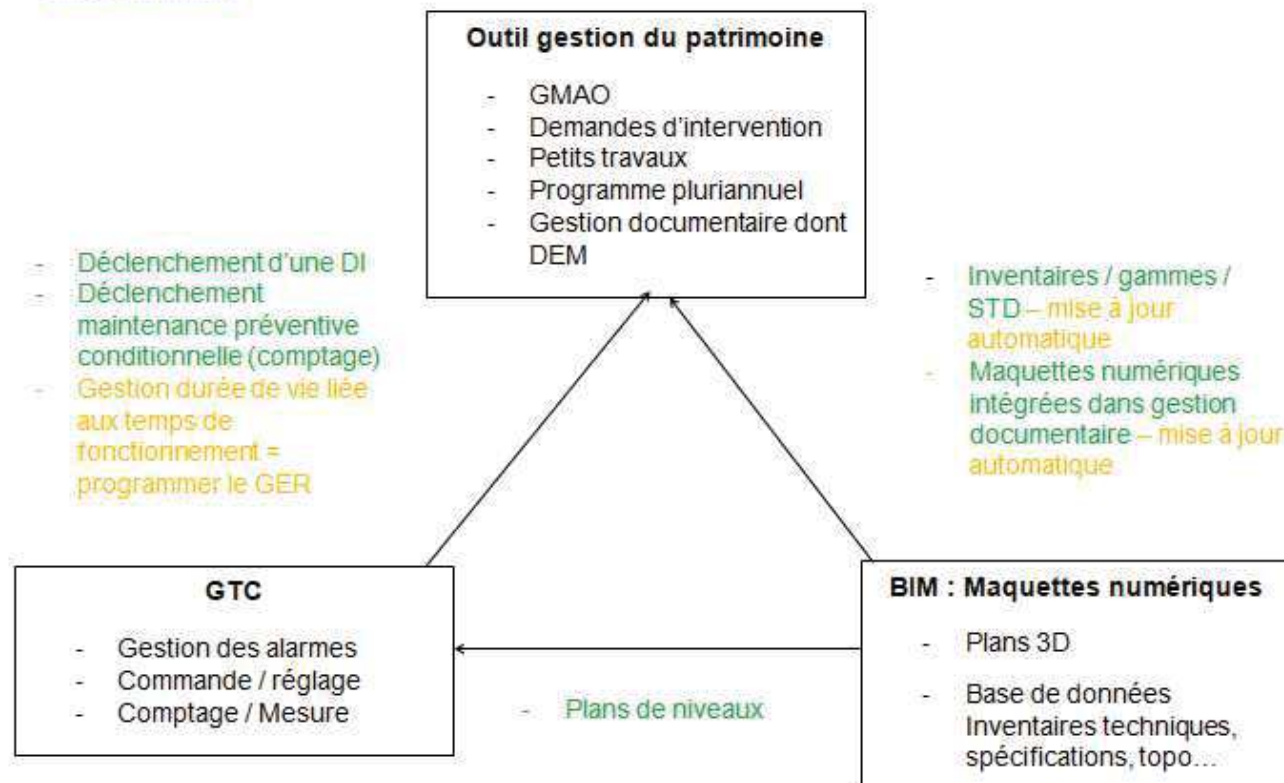 Outil gestion du patrimoine
- GMAO
- Demandes d'intervention
- Petits travaux
- Programme pluriannuel
- Gestion documentaire dont
DEM
- Déclenchement d'une DI
- Déclenchement
maintenance préventive
conditionnelle (comptage)
- Gestion durée de vie liée
aux temps de
fonctionnement =
programmer le GER
- Inventaires / gammes /
STD – mise à jour
automatique
- Maquettes numériques
intégrées dans gestion
documentaire – mise à jour
automatique
GTC
- Gestion des alarmes
- Commande / réglage
- Comptage / Mesure
- Plans de niveaux
BIM : Maquettes numériques
- Plans 3D
- Base de données
Inventaires techniques,
spécifications, topo…